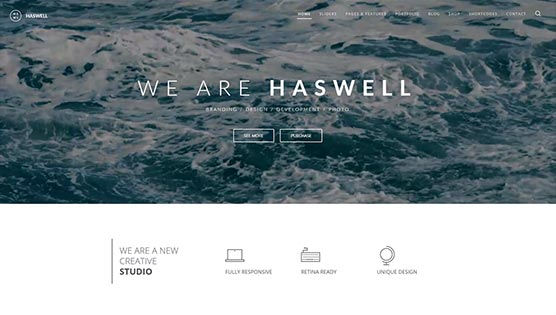 HASWELL
HOME SLIDERS PAGES & FEATURES PORTFOLIO BLOG SHOP SHORTCODES CONTACT
WE ARE HASWELL
BRANDING / DESIGN / DEVELOPMENT / PHOTO
SEE MORE PURCHASE
WE ARE A NEW
CREATIVE
STUDIO
FULLY RESPONSIVE
RETINA READY
UNIQUE DESIGN